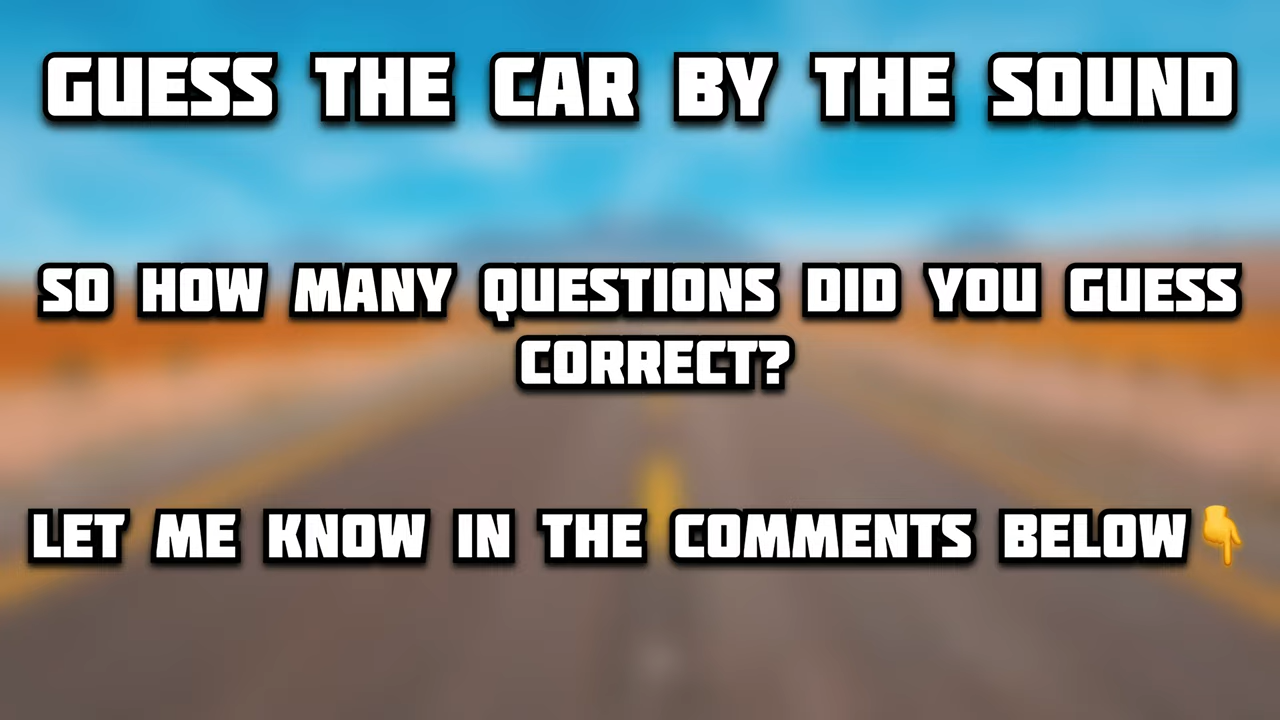 GUESS THE CAR BY THE SOUND
SO HOW MANY QUESTIONS DID YOU GUESS
CORRECT?
LET ME KNOW IN THE COMMENTS BELOW👇